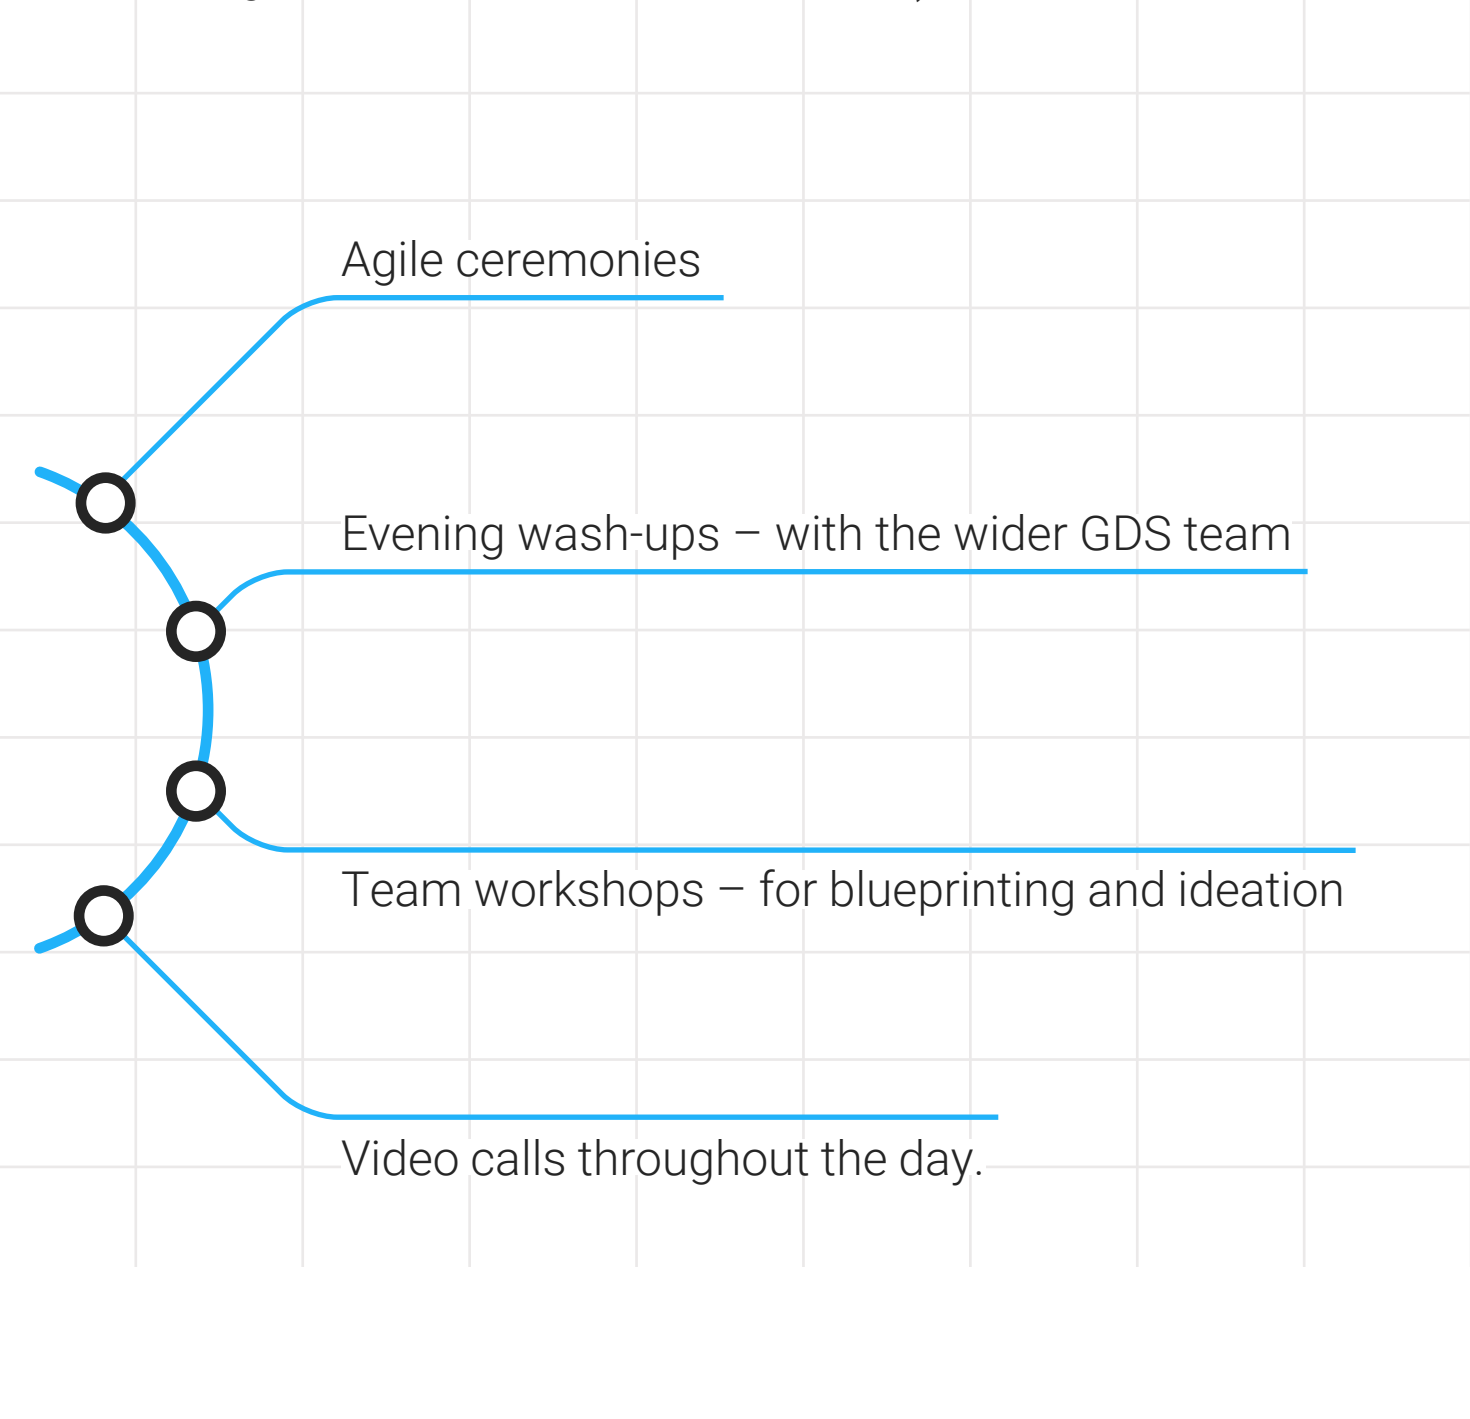 Agile ceremonies
Evening wash-ups – with the wider GDS team
Team workshops – for blueprinting and ideation
Video calls throughout the day.